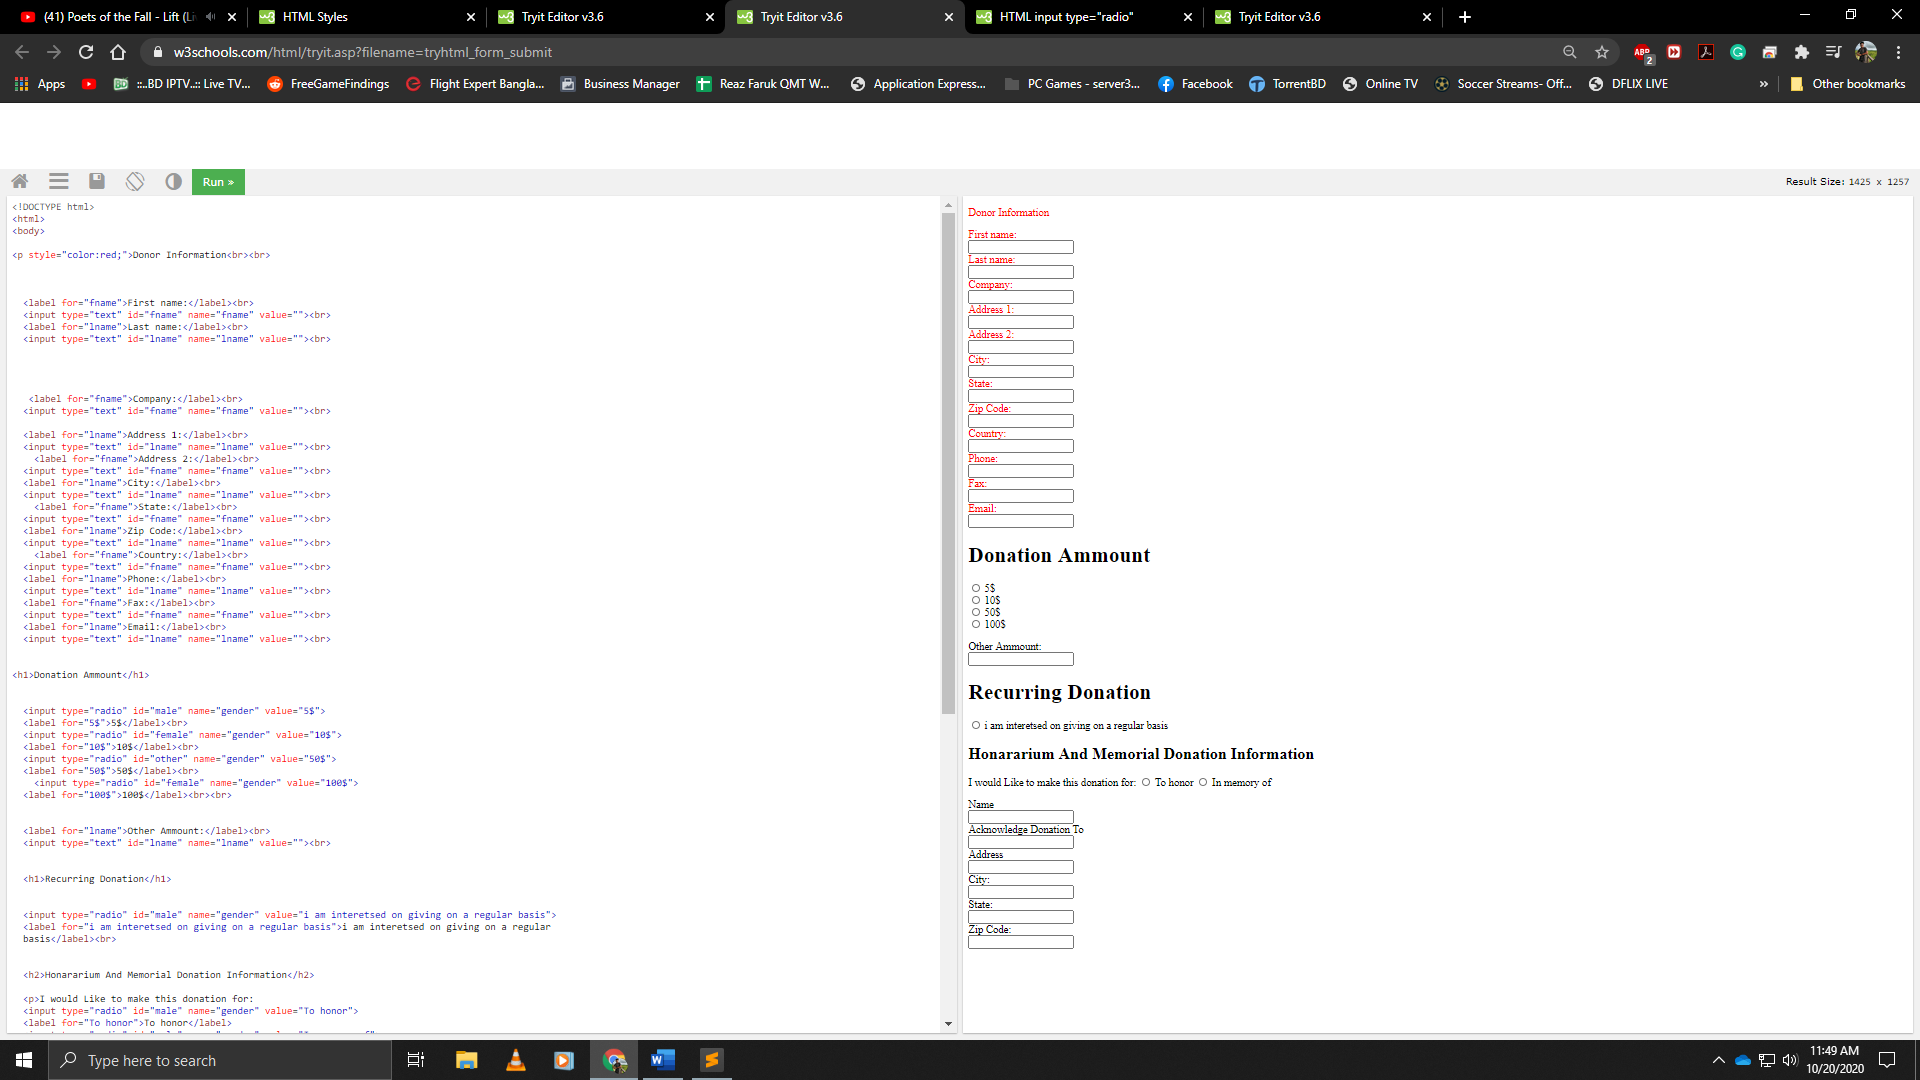 (41) Poets of the Fall - Lift (Li
HTML Styles
Tryit Editor v3.6
Tryit Editor v3.6
HTML input type="radio"
Tryit Editor v3.6
w3schools.com/html/tryit.asp?filename=tryhtml_form_submit
ABP
2
Apps
::..BD IPTV..:: Live TV...
FreeGameFindings
Flight Expert Bangla...
Business Manager
Reaz Faruk QMT W...
Application Express...
PC Games - server3...
Facebook
TorrentBD
Online TV
Soccer Streams- Off...
DFLIX LIVE
»
Other bookmarks
Run »
Result Size: 1425 x 1257
<!DOCTYPE html>
<html>
<body>
<p style="color:red;">Donor Information<br><br>
<label for="fname">First name:</label><br>
<input type="text" id="fname" name="fname" value=""><br>
<label for="lname">Last name:</label><br>
<input type="text" id="lname" name="lname" value=""><br>
<label for="fname">Company:</label><br>
<input type="text" id="fname" name="fname" value=""><br>
<label for="lname">Address 1:</label><br>
<input type="text" id="lname" name="lname" value=""><br>
<label for="fname">Address 2:</label><br>
<input type="text" id="fname" name="fname" value=""><br>
<label for="lname">City:</label><br>
<input type="text" id="lname" name="lname" value=""><br>
<label for="fname">State:</label><br>
<input type="text" id="fname" name="fname" value=""><br>
<label for="lname">Zip Code:</label><br>
<input type="text" id="lname" name="lname" value=""><br>
<label for="fname">Country:</label><br>
<input type="text" id="fname" name="fname" value=""><br>
<label for="lname">Phone:</label><br>
<input type="text" id="lname" name="lname" value=""><br>
<label for="fname">Fax:</label><br>
<input type="text" id="fname" name="fname" value=""><br>
<label for="lname">Email:</label><br>
<input type="text" id="lname" name="lname" value=""><br>
<h1>Donation Ammount</h1>
<input type="radio" id="male" name="gender" value="5$">
<label for="5$">5$</label><br>
<input type="radio" id="female" name="gender" value="10$">
<label for="10$">10$</label><br>
<input type="radio" id="other" name="gender" value="50$">
<label for="50$">50$</label><br>
<input type="radio" id="female" name="gender" value="100$">
<label for="100$">100$</label><br><br>
<label for="lname">Other Ammount:</label><br>
<input type="text" id="lname" name="lname" value=""><br>
<h1>Recurring Donation</h1>
<input type="radio" id="male" name="gender" value="i am interetsed on giving on a regular basis">
<label for="i am interetsed on giving on a regular basis">i am interetsed on giving on a regular
basis</label><br>
<h2>Honararium And Memorial Donation Information</h2>
<p>I would Like to make this donation for:
<input type="radio" id="male" name="gender" value="To honor">
<label for="To honor">To honor</label>
Donor Information
First name:
Last name:
Company:
Address 1:
Address 2:
City:
State:
Zip Code:
Country:
Phone:
Fax:
Email:
Donation Ammount
5$
10$
50$
100$
Other Ammount:
Recurring Donation
i am interetsed on giving on a regular basis
Honararium And Memorial Donation Information
I would Like to make this donation for: To honor In memory of
Name
Acknowledge Donation To
Address
City:
State:
Zip Code:
Type here to search
11:49 AM
10/20/2020